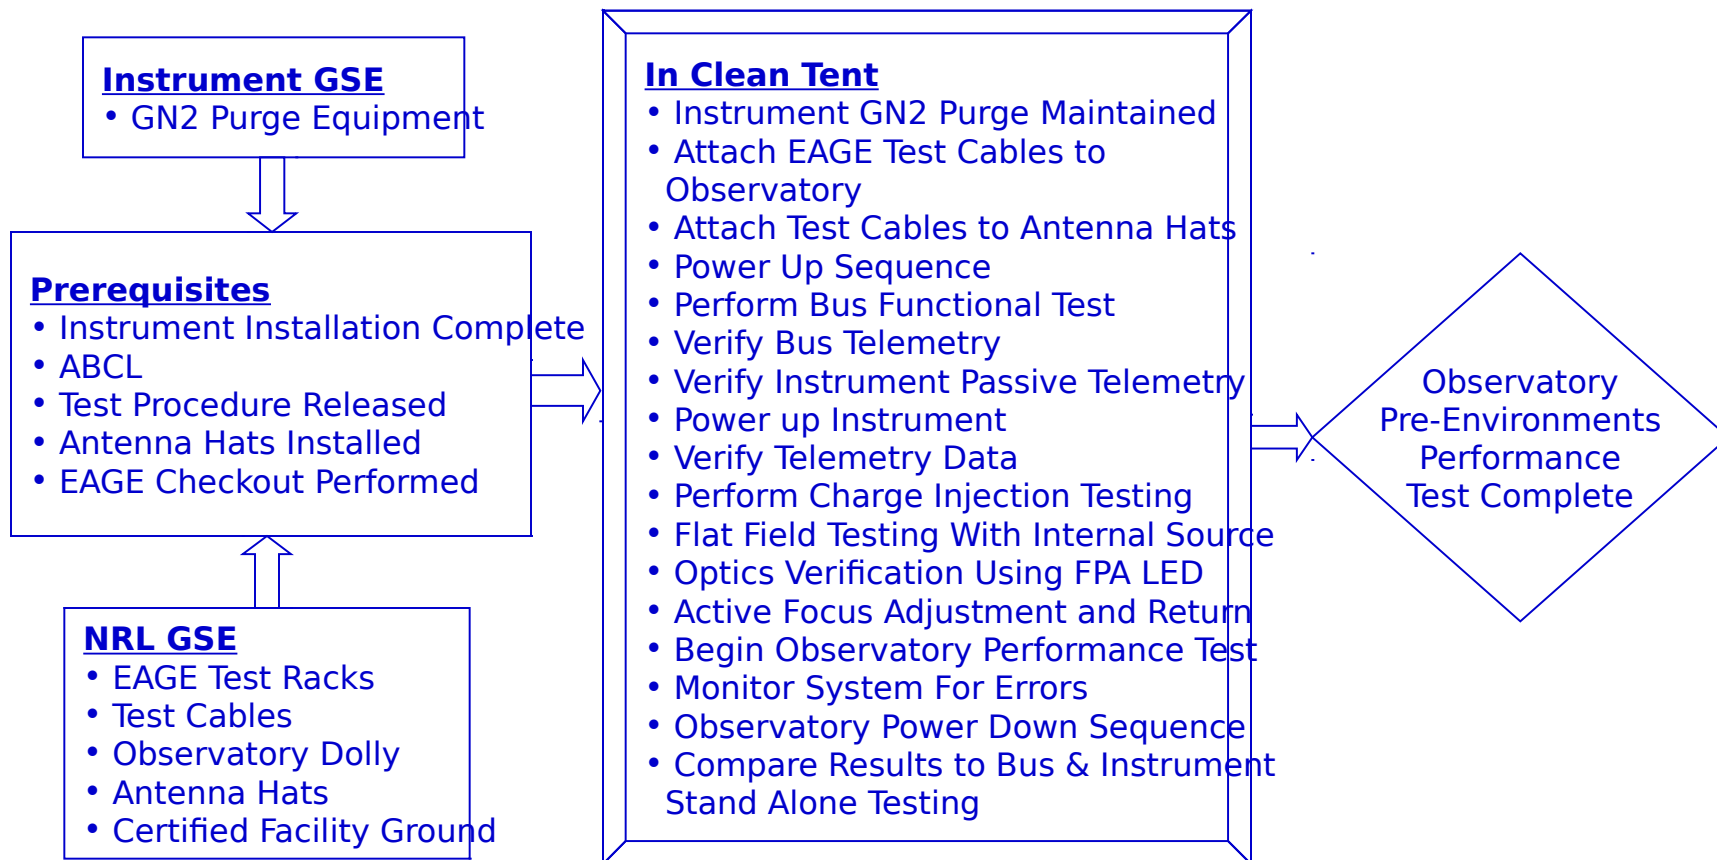 Instrument GSE
• GN2 Purge Equipment
Prerequisites
• Instrument Installation Complete
• ABCL
• Test Procedure Released
• Antenna Hats Installed
• EAGE Checkout Performed
NRL GSE
• EAGE Test Racks
• Test Cables
• Observatory Dolly
• Antenna Hats
• Certified Facility Ground
In Clean Tent
• Instrument GN2 Purge Maintained
• Attach EAGE Test Cables to
Observatory
• Attach Test Cables to Antenna Hats
• Power Up Sequence
• Perform Bus Functional Test
• Verify Bus Telemetry
• Verify Instrument Passive Telemetry
• Power up Instrument
• Verify Telemetry Data
• Perform Charge Injection Testing
• Flat Field Testing With Internal Source
• Optics Verification Using FPA LED
• Active Focus Adjustment and Return
• Begin Observatory Performance Test
• Monitor System For Errors
• Observatory Power Down Sequence
• Compare Results to Bus & Instrument
Stand Alone Testing
Observatory
Pre-Environments
Performance
Test Complete